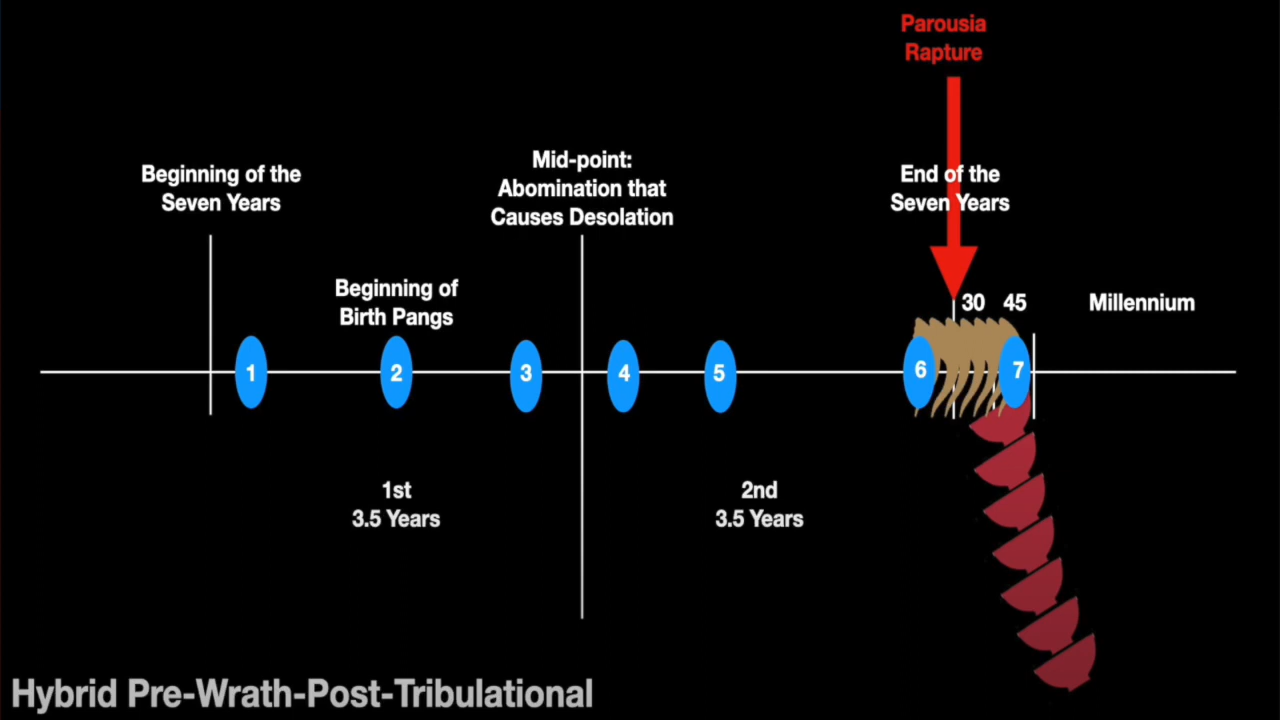 Parousia
Rapture
Beginning of the
Seven Years
Mid-point:
Abomination that
Causes Desolation
End of the
Seven Years
Beginning of
Birth Pangs
30 45
Millennium
1 2 3 4 5 6 7
1st
3.5 Years
2nd
3.5 Years
Hybrid Pre-Wrath-Post-Tribulational